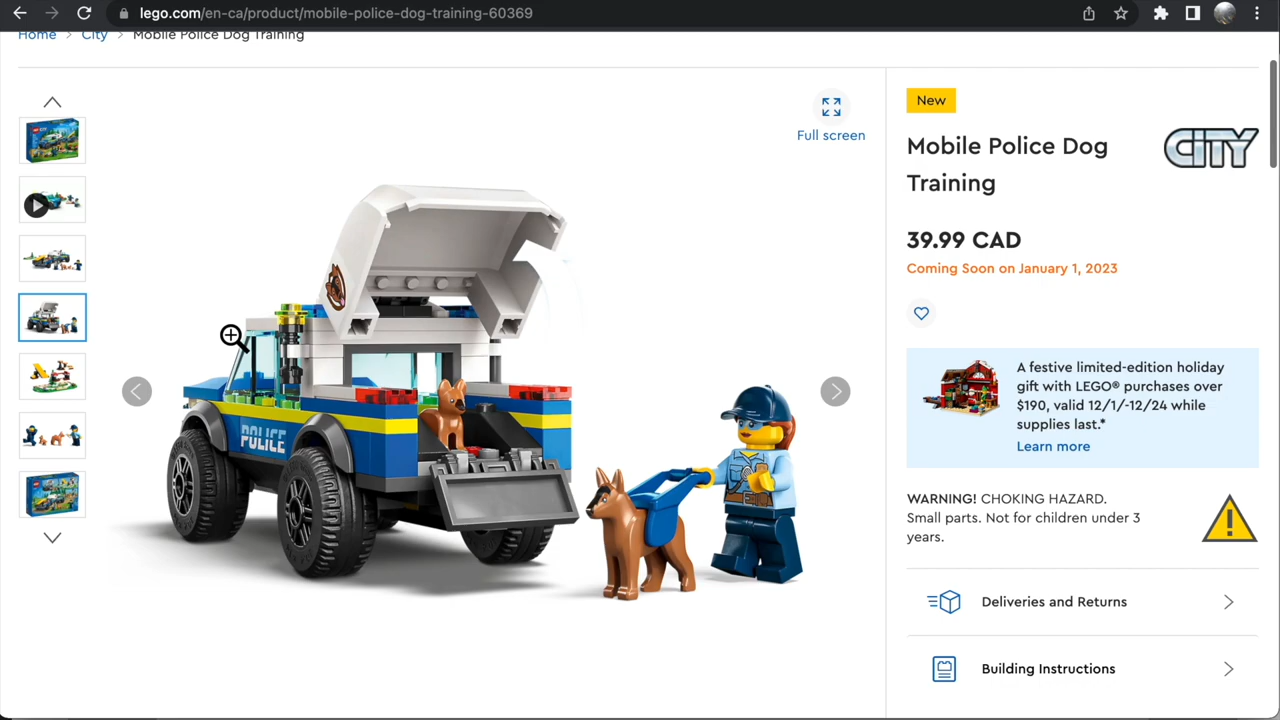 lego.com/en-ca/product/mobile-police-dog-training-60369
Home > City > Mobile Police Dog Training
Full screen
POLICE
New
Mobile Police Dog
Training
CITY
39.99 CAD
Coming Soon on January 1, 2023
A festive limited-edition holiday
gift with LEGO® purchases over
$190, valid 12/1/-12/24 while
supplies last.*
Learn more
WARNING! CHOKING HAZARD.
Small parts. Not for children under 3
years.
Deliveries and Returns
Building Instructions